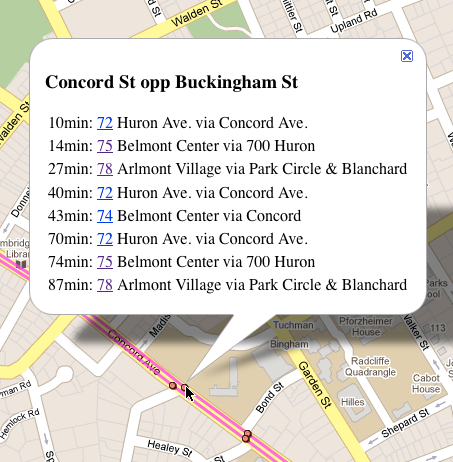 Walden St
Upland Rd
Concord St opp Buckingham St
10min: 72 Huron Ave. via Concord Ave.
14min: 75 Belmont Center via 700 Huron
27min: 78 Arlmont Village via Park Circle & Blanchard
40min: 72 Huron Ave. via Concord Ave.
43min: 74 Belmont Center via Concord
70min: 72 Huron Ave. via Concord Ave.
74min: 75 Belmont Center via 700 Huron
87min: 78 Arlmont Village via Park Circle & Blanchard
Concord Ave
Tuchman
Bingham
Pforzheimer
House
113
Radcliffe
Quadrangle
Cabot
House
Hilles
Garden St
Bond St
Shepard St
Healey St
Hemlock Rd